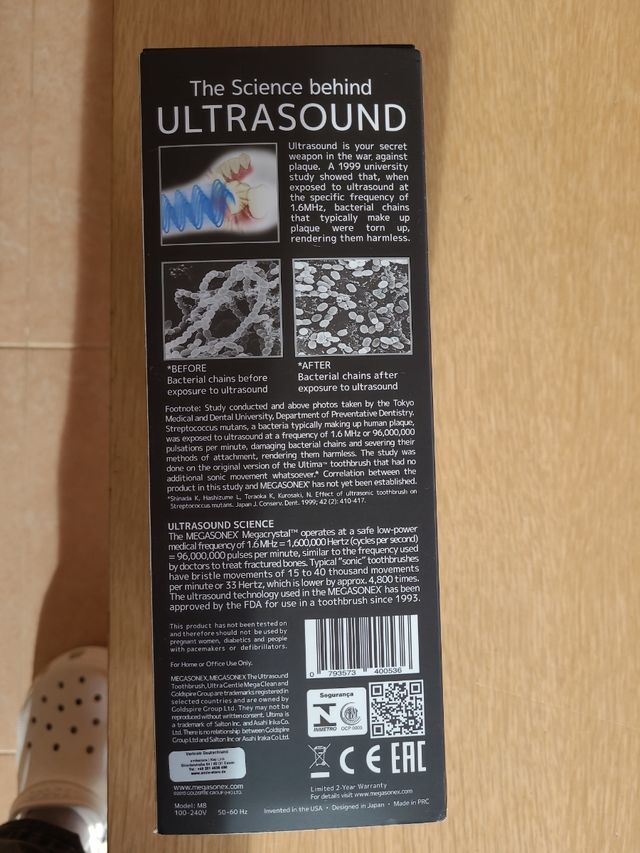 The Science behind
ULTRASOUND
Ultrasound is your secret
weapon in the war against
plaque. A 1999 university
study showed that, when
exposed to ultrasound at
the specific frequency of
1.6MHz, bacterial chains
that typically make up
plaque were torn up,
rendering them harmless.
*BEFORE
Bacterial chains before
exposure to ultrasound
*AFTER
Bacterial chains after
exposure to ultrasound
Footnote: Study conducted and above photos taken by the Tokyo
Medical and Dental University, Department of Preventative Dentistry.
Streptococcus mutans, a bacteria typically making up human plaque,
was exposed to ultrasound at a frequency of 1.6 MHz or 96,000,000
pulsations per minute, damaging bacterial chains and severing their
methods of attachment, rendering them harmless. The study was
done on the original version of the Ultima™ toothbrush that had no
additional sonic movement whatsoever.* Correlation between the
product in this study and MEGASONEX® has not yet been established.
*Shinada K, Hashizume L, Teraoka K, Kurosaki, N. Effect of ultrasonic toothbrush on
Streptococcus mutans. Japan J. Conserv. Dent. 1999; 42 (2): 410-417.
ULTRASOUND SCIENCE
The MEGASONEX Megacrystal™ operates at a safe low-power
medical frequency of 1.6 MHz = 1,600,000 Hertz (cycles per second)
= 96,000,000 pulses per minute, similar to the frequency used
by doctors to treat fractured bones. Typical "sonic" toothbrushes
have bristle movements of 15 to 40 thousand movements
per minute or 33 Hertz, which is lower by approx. 4,800 times.
The ultrasound technology used in the MEGASONEX has been
approved by the FDA for use in a toothbrush since 1993.
This product has not been tested on
and therefore should not be used by
pregnant women, diabetics and people
with pacemakers or defibrillators.
For Home or Office Use Only.
MEGASONEX, MEGASONEX The Ultrasound
Toothbrush, Ultra Gentle Mega Clean and
Goldspire Group are trademarks registered in
selected countries and are owned by
Goldspire Group Ltd. They may not be
reproduced without written consent. Ultima is
a trademark of Salton Inc. and Asahi Irika Co.
Ltd. There is no relationship between Goldspire
Group Ltd and Salton Inc or Asahi Iraka Co Ltd.
0 793573 400536
Segurança
INMETRO
OCP 0005
Vertrieb Deutschland
CE EAC
www.megasonex.com
©2015 GOLDSPIRE GROUP (HK) LTD.
Limited 2-Year Warranty
For details visit www.megasonex.com
Model: M8
100-240V 50-60 Hz
Invented in the USA • Designed in Japan • Made in PRC